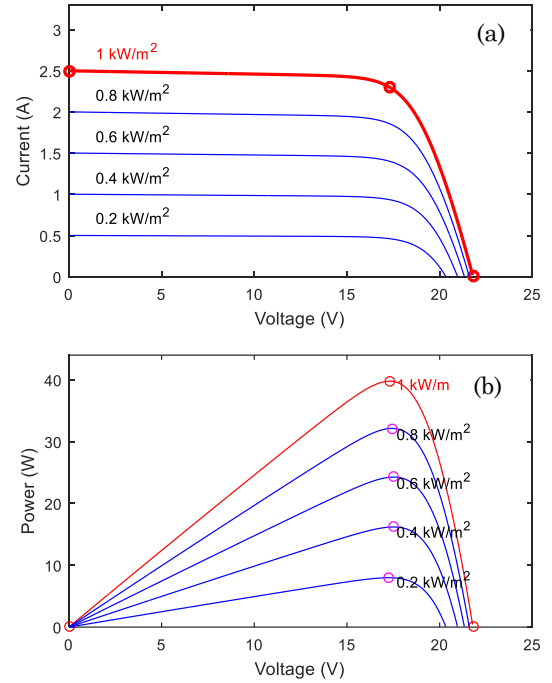 (a)
3
2.5
2
1.5
1
0.5
0
Current (A)
1 kW/m²
0.8 kW/m²
0.6 kW/m²
0.4 kW/m²
0.2 kW/m²
0 5 10 15 20 25
Voltage (V)
(b)
40
30
20
10
0
Power (W)
1 kW/m
0.8 kW/m²
0.6 kW/m²
0.4 kW/m²
0.2 kW/m²
0 5 10 15 20 25
Voltage (V)